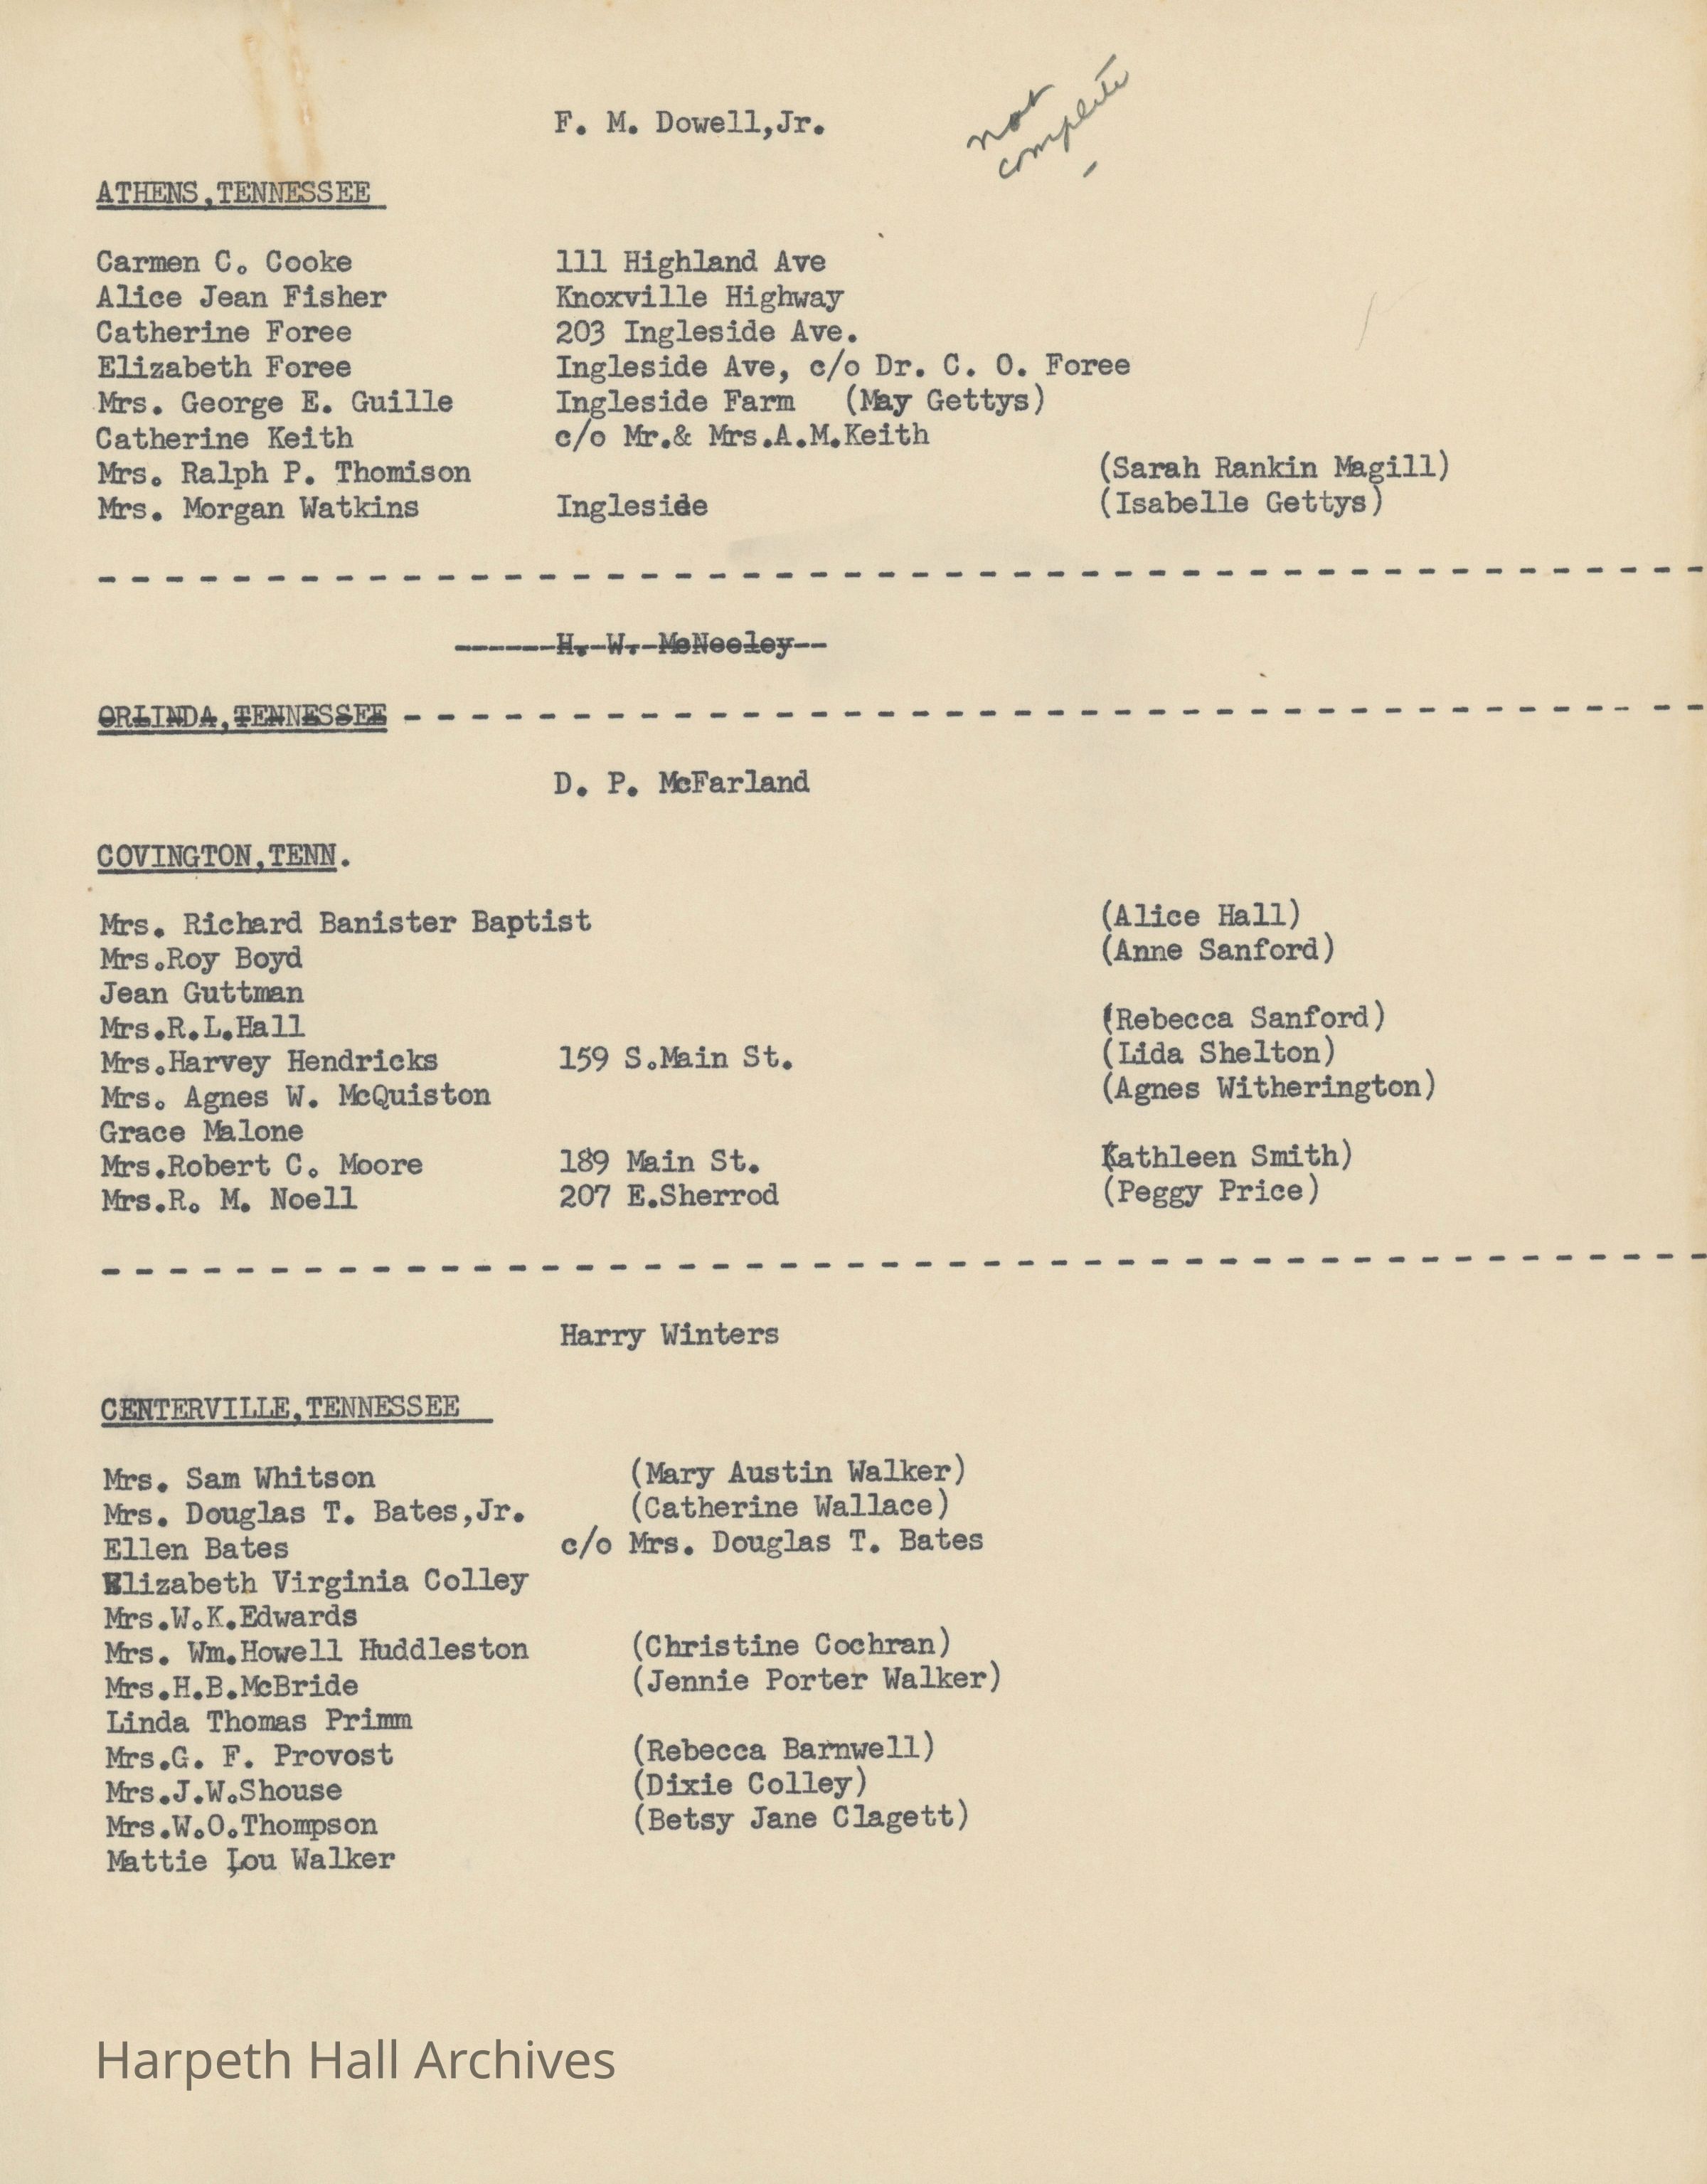 F. M. Dowell,Jr.
not
complete
ATHENS,TENNESSEE
Carmen C. Cooke 111 Highland Ave
Alice Jean Fisher Knoxville Highway
Catherine Foree 203 Ingleside Ave.
Elizabeth Foree Ingleside Ave, c/o Dr. C. O. Foree
Mrs. George E. Guille Ingleside Farm (May Gettys)
Catherine Keith c/o Mr.& Mrs.A.M.Keith
Mrs. Ralph P. Thomison (Sarah Rankin Magill)
Mrs. Morgan Watkins Ingleside (Isabelle Gettys)
H. W. McNeeley
ORLINDA,TENNESSEE
D. P. McFarland
COVINGTON,TENN.
Mrs. Richard Banister Baptist (Alice Hall)
Mrs.Roy Boyd (Anne Sanford)
Jean Guttman
Mrs.R.L.Hall (Rebecca Sanford)
Mrs.Harvey Hendricks 159 S.Main St. (Lida Shelton)
Mrs. Agnes W. McQuiston (Agnes Witherington)
Grace Malone
Mrs.Robert C. Moore 189 Main St. (Kathleen Smith)
Mrs.R. M. Noell 207 E.Sherrod (Peggy Price)
Harry Winters
CENTERVILLE,TENNESSEE
Mrs. Sam Whitson (Mary Austin Walker)
Mrs. Douglas T. Bates,Jr. (Catherine Wallace)
Ellen Bates c/o Mrs. Douglas T. Bates
Elizabeth Virginia Colley
Mrs.W.K.Edwards
Mrs. Wm.Howell Huddleston (Christine Cochran)
Mrs.H.B.McBride (Jennie Porter Walker)
Linda Thomas Primm
Mrs.G. F. Provost (Rebecca Barnwell)
Mrs.J.W.Shouse (Dixie Colley)
Mrs.W.O.Thompson (Betsy Jane Clagett)
Mattie Lou Walker
Harpeth Hall Archives